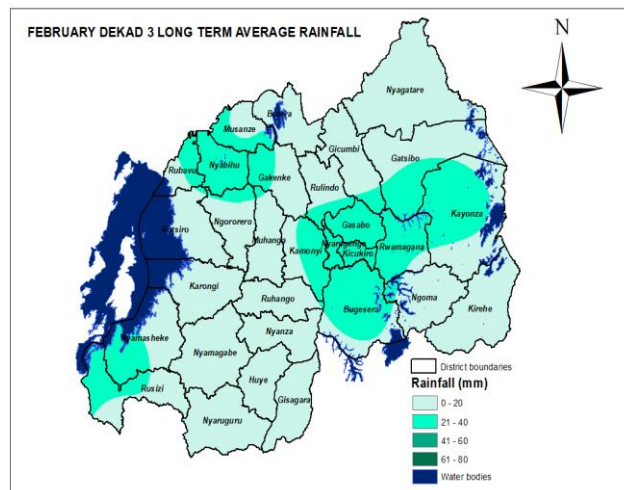 FEBRUARY DEKAD 3 LONG TERM AVERAGE RAINFALL
N
Nyagatare
Burera
Musanze
Gicumbi
Gatsibo
Rubavu
Nyabihu
Gakenke
Rulindo
Kayonza
Gasabo
Rutsiro
Ngororero
Muhanga
Kamonyi
Nyarugenge
Kicukiro
Rwamagana
Karongi
Bugesera
Ngoma
Kirehe
Ruhango
Nyamasheke
Nyanza
Nyamagabe
Rusizi
Huye
Gisagara
Nyaruguru
District boundaries
Rainfall (mm)
0 - 20
21 - 40
41 - 60
61 - 80
Water bodies